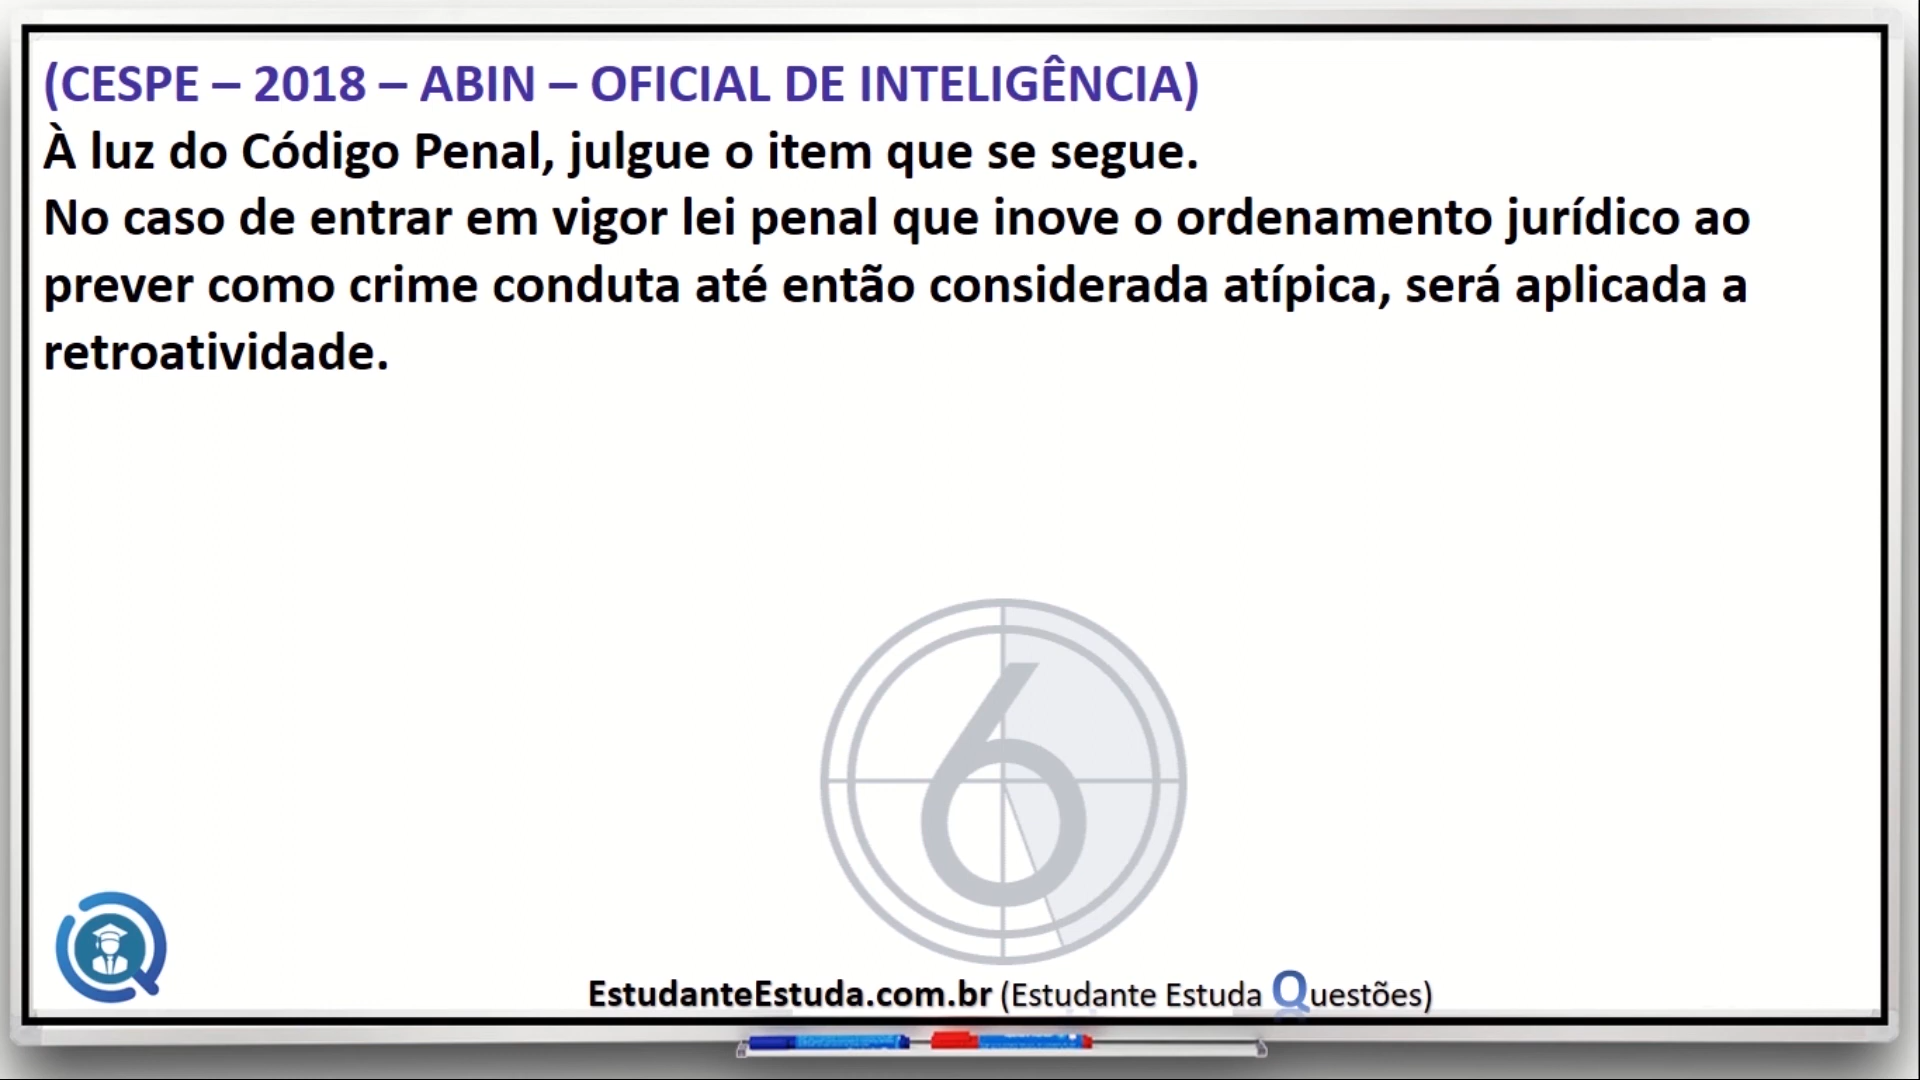 (CESPE – 2018 – ABIN – OFICIAL DE INTELIGÊNCIA)
À luz do Código Penal, julgue o item que se segue.
No caso de entrar em vigor lei penal que inove o ordenamento jurídico ao
prever como crime conduta até então considerada atípica, será aplicada a
retroatividade.
6
EstudanteEstuda.com.br (Estudante Estuda Questões)